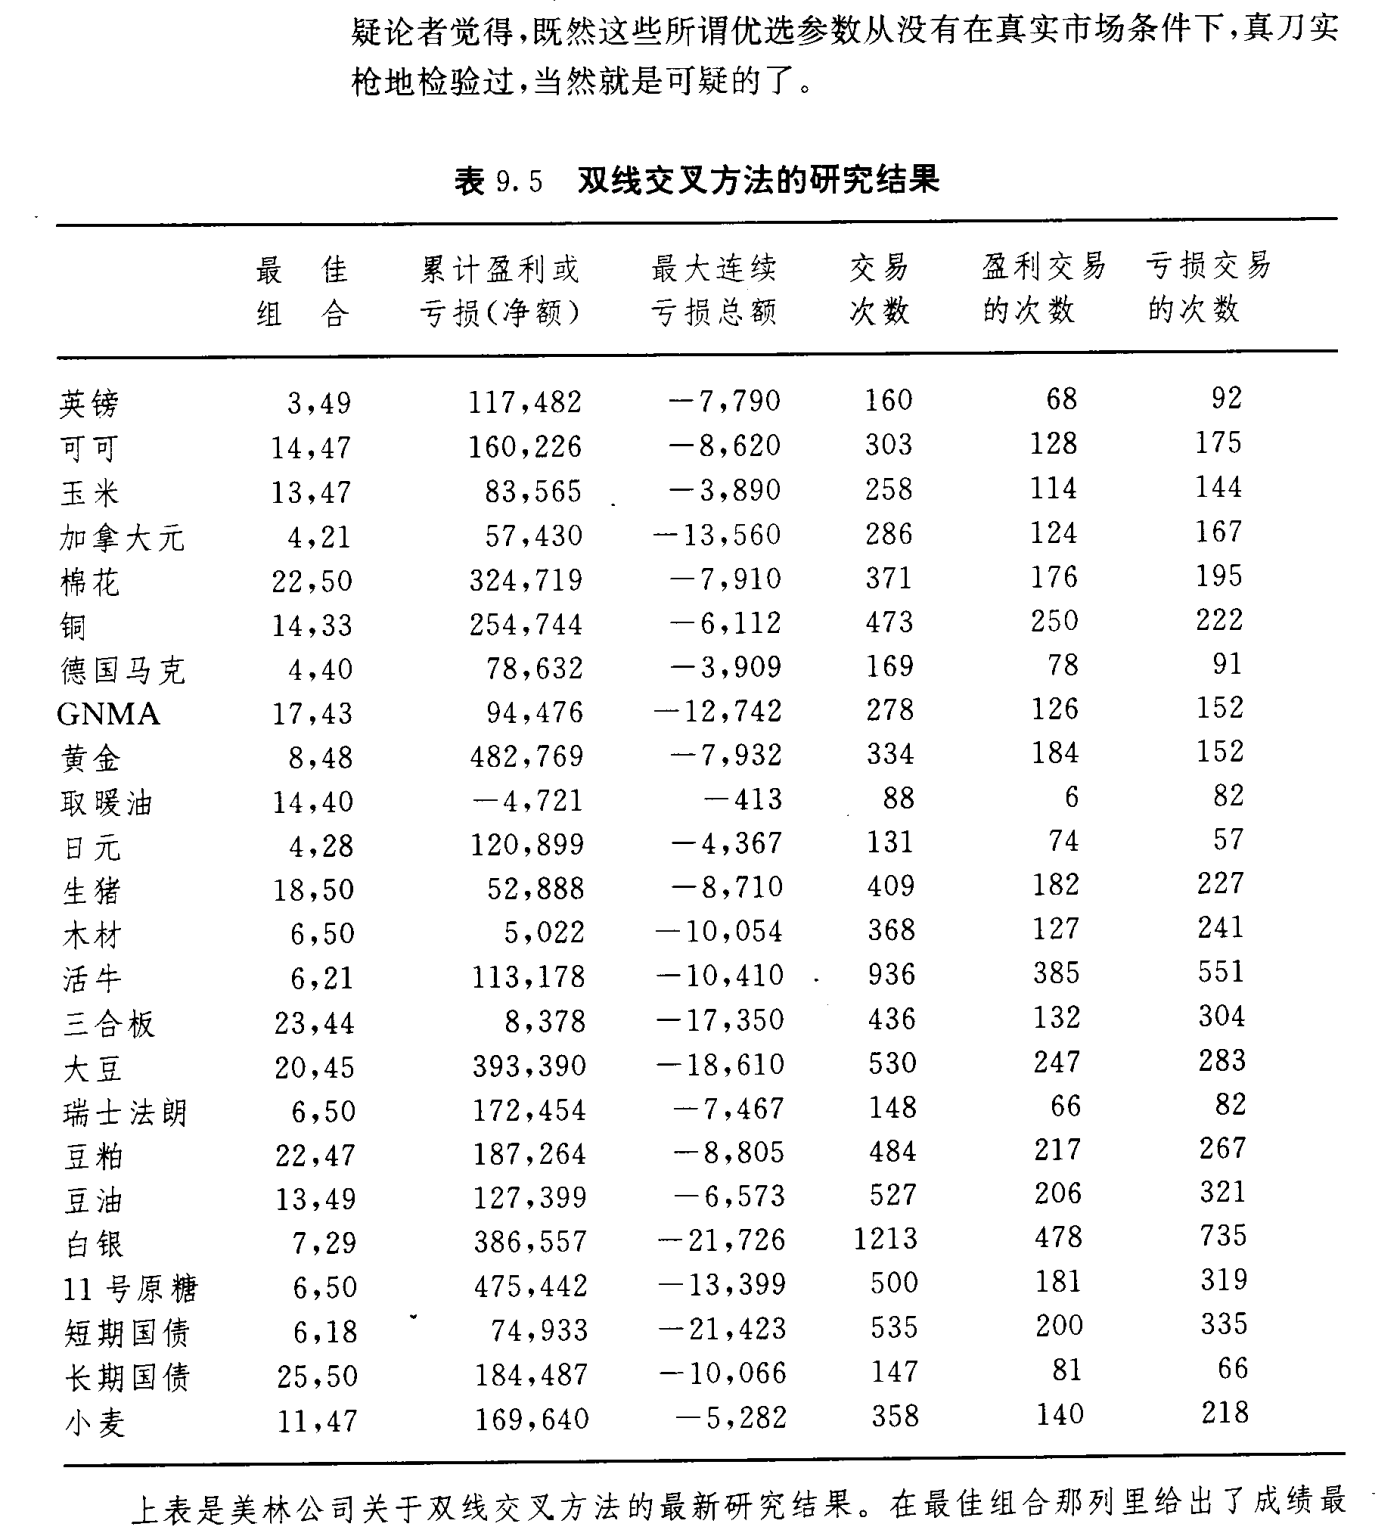 疑论者觉得,既然这些所谓优选参数从没有在真实市场条件下,真刀实
枪地检验过,当然就是可疑的了。
表 9.5 双线交叉方法的研究结果
最 佳 累计盈利或 最大连续 交易 盈利交易 亏损交易
组 合 亏损(净额) 亏损总额 次数 的次数 的次数
英镑 3,49 117,482 −7,790 160 68 92
可可 14,47 160,226 −8,620 303 128 175
玉米 13,47 83,565 −3,890 258 114 144
加拿大元 4,21 57,430 −13,560 286 124 167
棉花 22,50 324,719 −7,910 371 176 195
铜 14,33 254,744 −6,112 473 250 222
德国马克 4,40 78,632 −3,909 169 78 91
GNMA 17,43 94,476 −12,742 278 126 152
黄金 8,48 482,769 −7,932 334 184 152
取暖油 14,40 −4,721 −413 88 6 82
日元 4,28 120,899 −4,367 131 74 57
生猪 18,50 52,888 −8,710 409 182 227
木材 6,50 5,022 −10,054 368 127 241
活牛 6,21 113,178 −10,410 936 385 551
三合板 23,44 8,378 −17,350 436 132 304
大豆 20,45 393,390 −18,610 530 247 283
瑞士法朗 6,50 172,454 −7,467 148 66 82
豆粕 22,47 187,264 −8,805 484 217 267
豆油 13,49 127,399 −6,573 527 206 321
白银 7,29 386,557 −21,726 1213 478 735
11 号原糖 6,50 475,442 −13,399 500 181 319
短期国债 6,18 74,933 −21,423 535 200 335
长期国债 25,50 184,487 −10,066 147 81 66
小麦 11,47 169,640 −5,282 358 140 218
上表是美林公司关于双线交叉方法的最新研究结果。在最佳组合那列里给出了成绩最